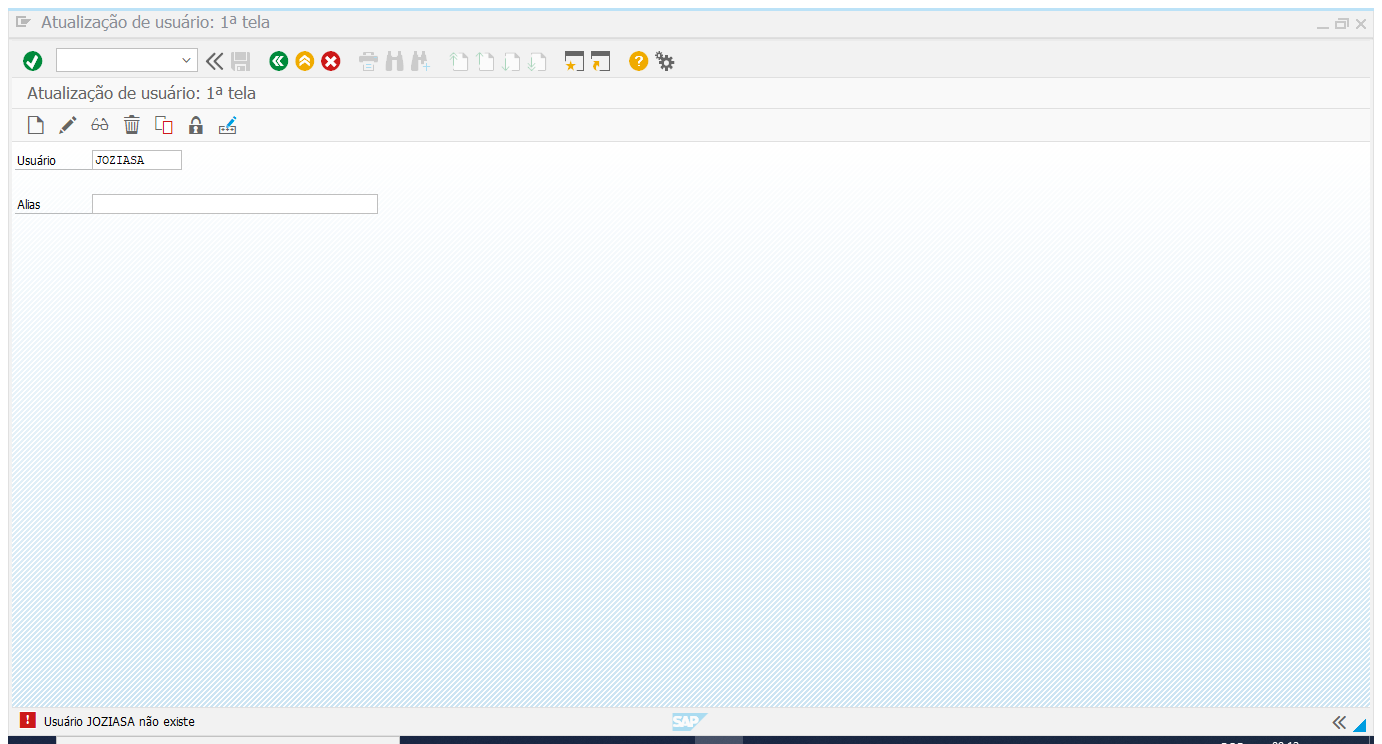 Atualização de usuário: 1ª tela
Atualização de usuário: 1ª tela
Usuário JOZIASA
Alias
Usuário JOZIASA não existe
SAP